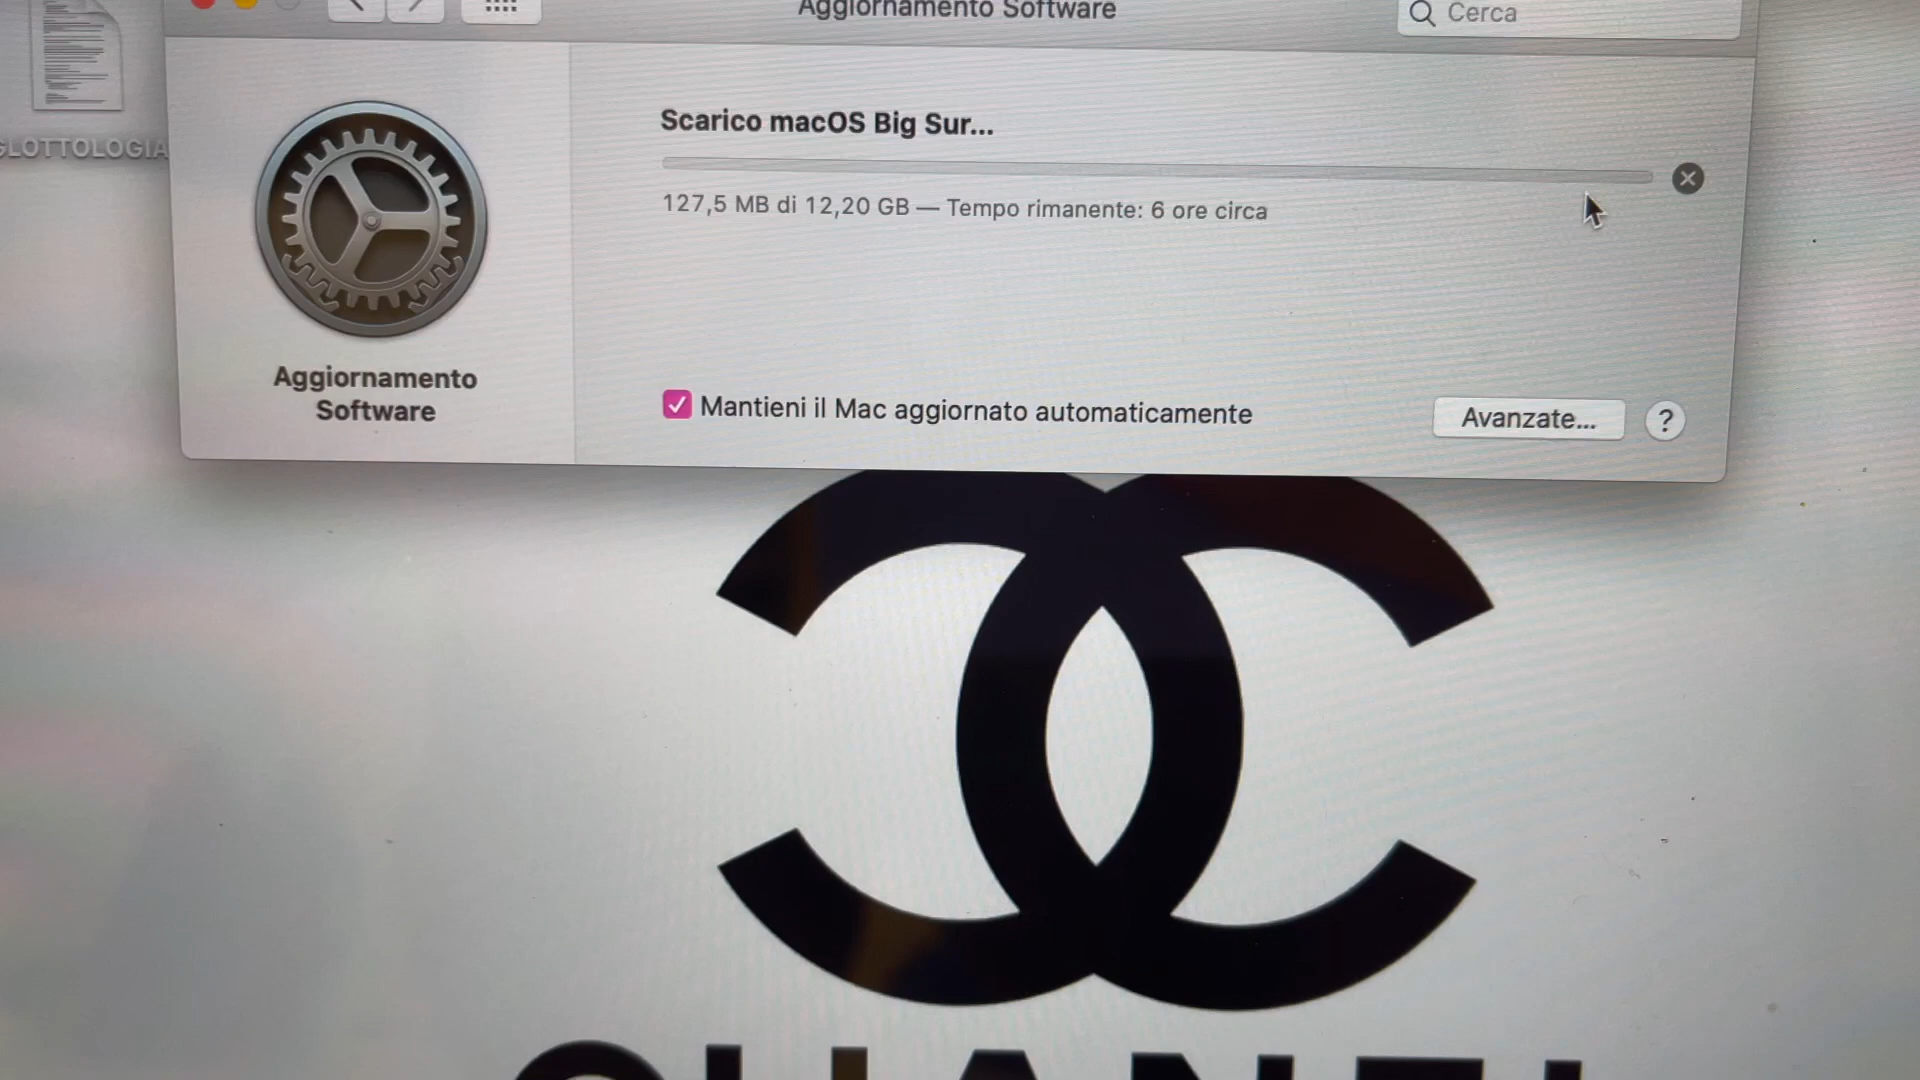 Aggiornamento Software
Cerca
GLOTTOLOGIA
Scarico macOS Big Sur...
127,5 MB di 12,20 GB — Tempo rimanente: 6 ore circa
Aggiornamento
Software
Mantieni il Mac aggiornato automaticamente
Avanzate...
?
CHANEL